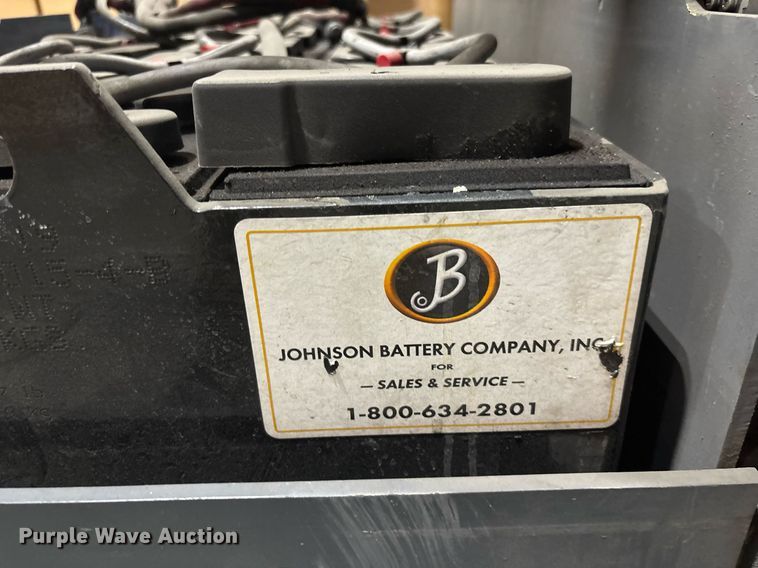 B
JOHNSON BATTERY COMPANY, INC.
FOR
— SALES & SERVICE —
1-800-634-2801
Purple Wave Auction